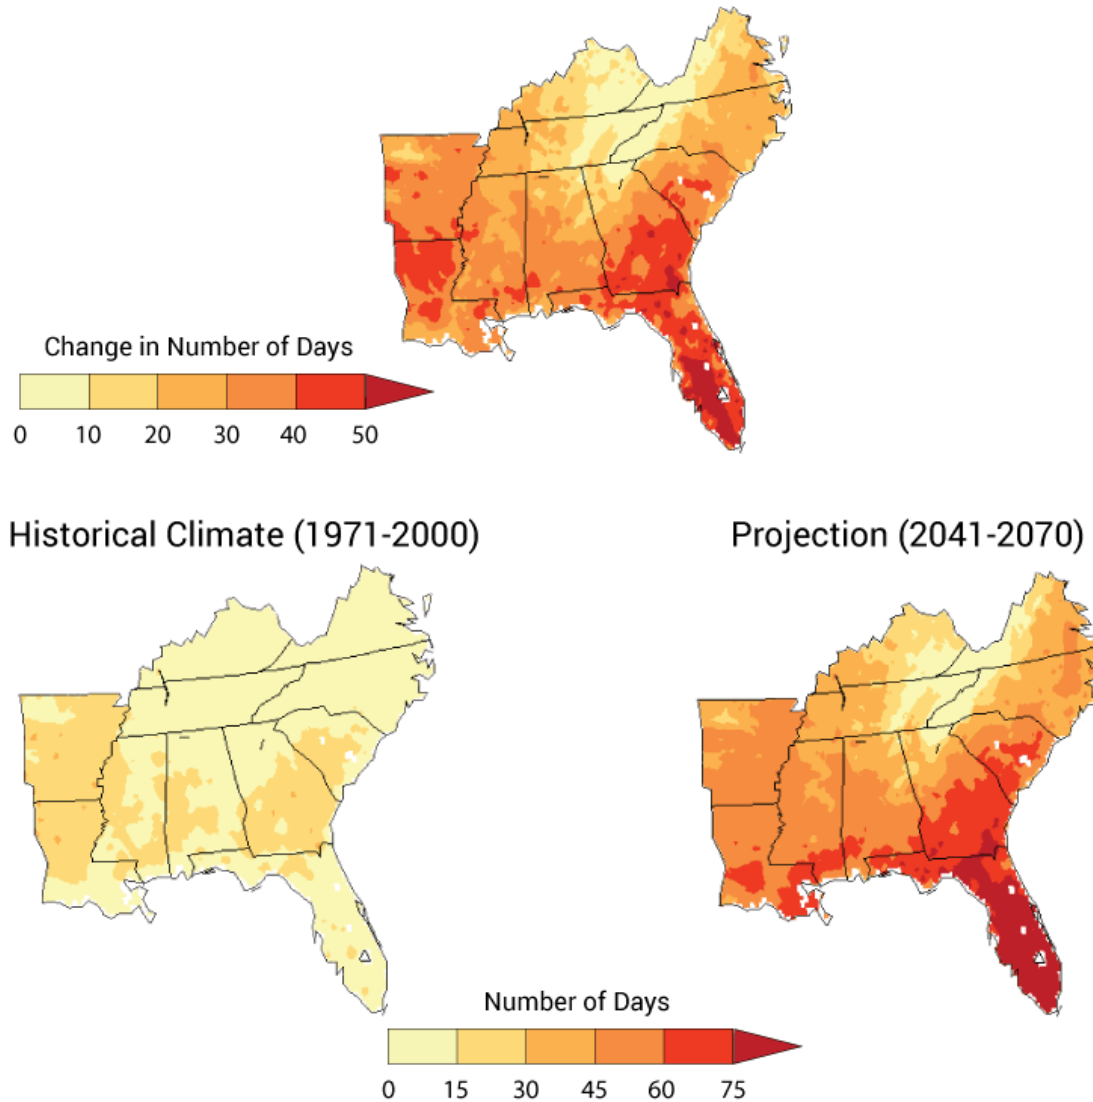 Change in Number of Days
0 10 20 30 40 50
Historical Climate (1971-2000)
Projection (2041-2070)
Number of Days
0 15 30 45 60 75